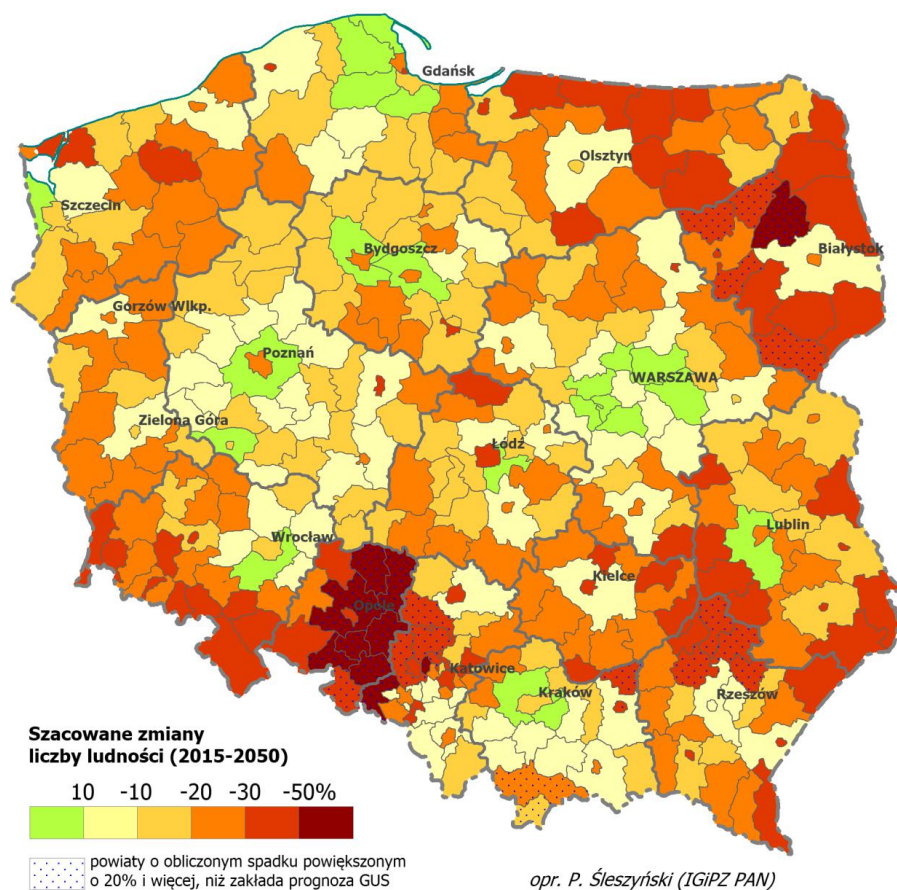 Gdańsk
Olsztyn
Szczecin
Białystok
Bydgoszcz
Gorzów Wlkp.
Poznań
WARSZAWA
Zielona Góra
Łódź
Lublin
Wrocław
Kielce
Opole
Katowice
Kraków
Rzeszów
Szacowane zmiany
liczby ludności (2015-2050)
10 -10 -20 -30 -50%
powiaty o obliczonym spadku powiększonym
o 20% i więcej, niż zakłada prognoza GUS
opr. P. Śleszyński (IGiPZ PAN)